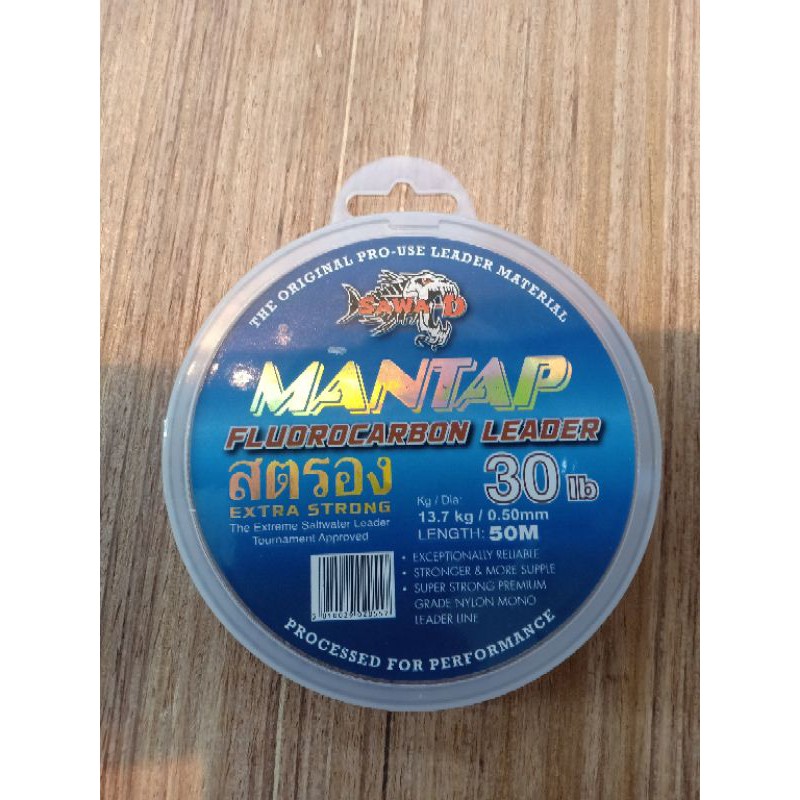 THE ORIGINAL PRO-USE LEADER MATERIAL
SAWA D
MANTAP
FLUOROCARBON LEADER
สตรอง
EXTRA STRONG
The Extreme Saltwater Leader
Tournament Approved
30 lb
Kg / Dia:
13.7 kg / 0.50mm
LENGTH: 50M
• EXCEPTIONALLY RELIABLE
• STRONGER & MORE SUPPLE
• SUPER STRONG PREMIUM
GRADE NYLON MONO
LEADER LINE
PROCESSED FOR PERFORMANCE